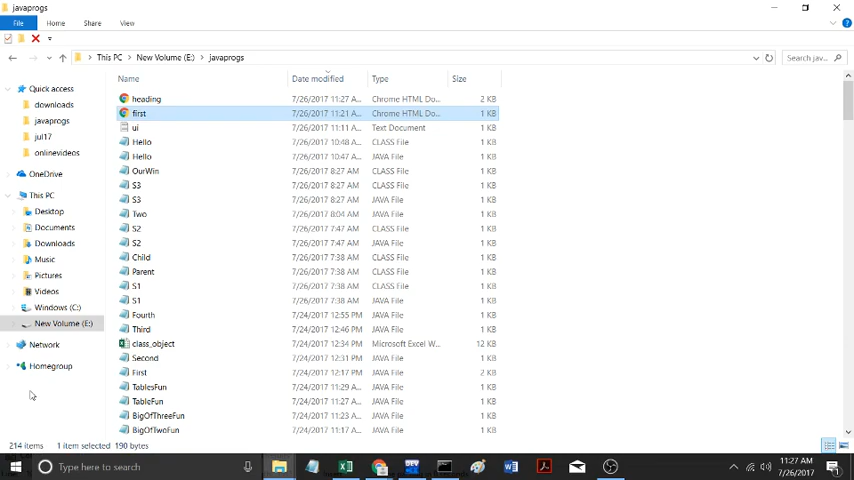 javaprogs
File Home Share View
This PC New Volume (E:) javaprogs
Search jav...
Name Date modified Type Size
Quick access
downloads
javaprogs
jul17
onlinevideos
OneDrive
This PC
Desktop
Documents
Downloads
Music
Pictures
Videos
Windows (C:)
New Volume (E:)
Network
Homegroup
heading 7/26/2017 11:27 A... Chrome HTML Do... 2 KB
first 7/26/2017 11:21 A... Chrome HTML Do... 1 KB
ui 7/26/2017 11:11 A... Text Document 1 KB
Hello 7/26/2017 10:48 A... CLASS File 1 KB
Hello 7/26/2017 10:47 A... JAVA File 1 KB
OurWin 7/26/2017 8:27 AM CLASS File 1 KB
S3 7/26/2017 8:27 AM CLASS File 1 KB
S3 7/26/2017 8:27 AM JAVA File 1 KB
Two 7/26/2017 8:04 AM JAVA File 1 KB
S2 7/26/2017 7:47 AM CLASS File 1 KB
S2 7/26/2017 7:47 AM JAVA File 1 KB
Child 7/26/2017 7:38 AM CLASS File 1 KB
Parent 7/26/2017 7:38 AM CLASS File 1 KB
S1 7/26/2017 7:38 AM CLASS File 1 KB
S1 7/26/2017 7:38 AM JAVA File 1 KB
Fourth 7/24/2017 12:55 PM JAVA File 1 KB
Third 7/24/2017 12:46 PM JAVA File 1 KB
class_object 7/24/2017 12:34 PM Microsoft Excel W... 12 KB
Second 7/24/2017 12:31 PM JAVA File 1 KB
First 7/24/2017 12:17 PM JAVA File 2 KB
TablesFun 7/24/2017 11:29 A... JAVA File 1 KB
TableFun 7/24/2017 11:27 A... JAVA File 1 KB
BigOfThreeFun 7/24/2017 11:23 A... JAVA File 1 KB
BigOfTwoFun 7/24/2017 11:17 A... JAVA File 1 KB
214 items 1 item selected 190 bytes
Type here to search
DEV
11:27 AM
7/26/2017
1